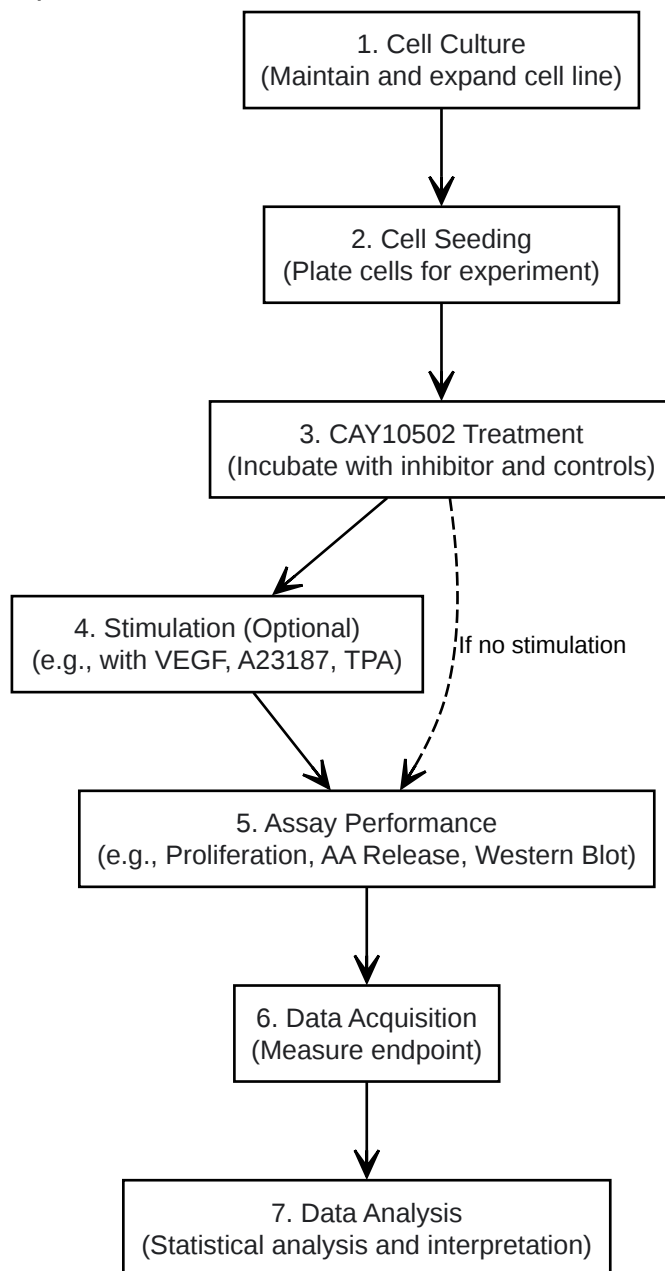 1. Cell Culture
(Maintain and expand cell line)
2. Cell Seeding
(Plate cells for experiment)
3. CAY10502 Treatment
(Incubate with inhibitor and controls)
4. Stimulation (Optional)
(e.g., with VEGF, A23187, TPA)
If no stimulation
5. Assay Performance
(e.g., Proliferation, AA Release, Western Blot)
6. Data Acquisition
(Measure endpoint)
7. Data Analysis
(Statistical analysis and interpretation)